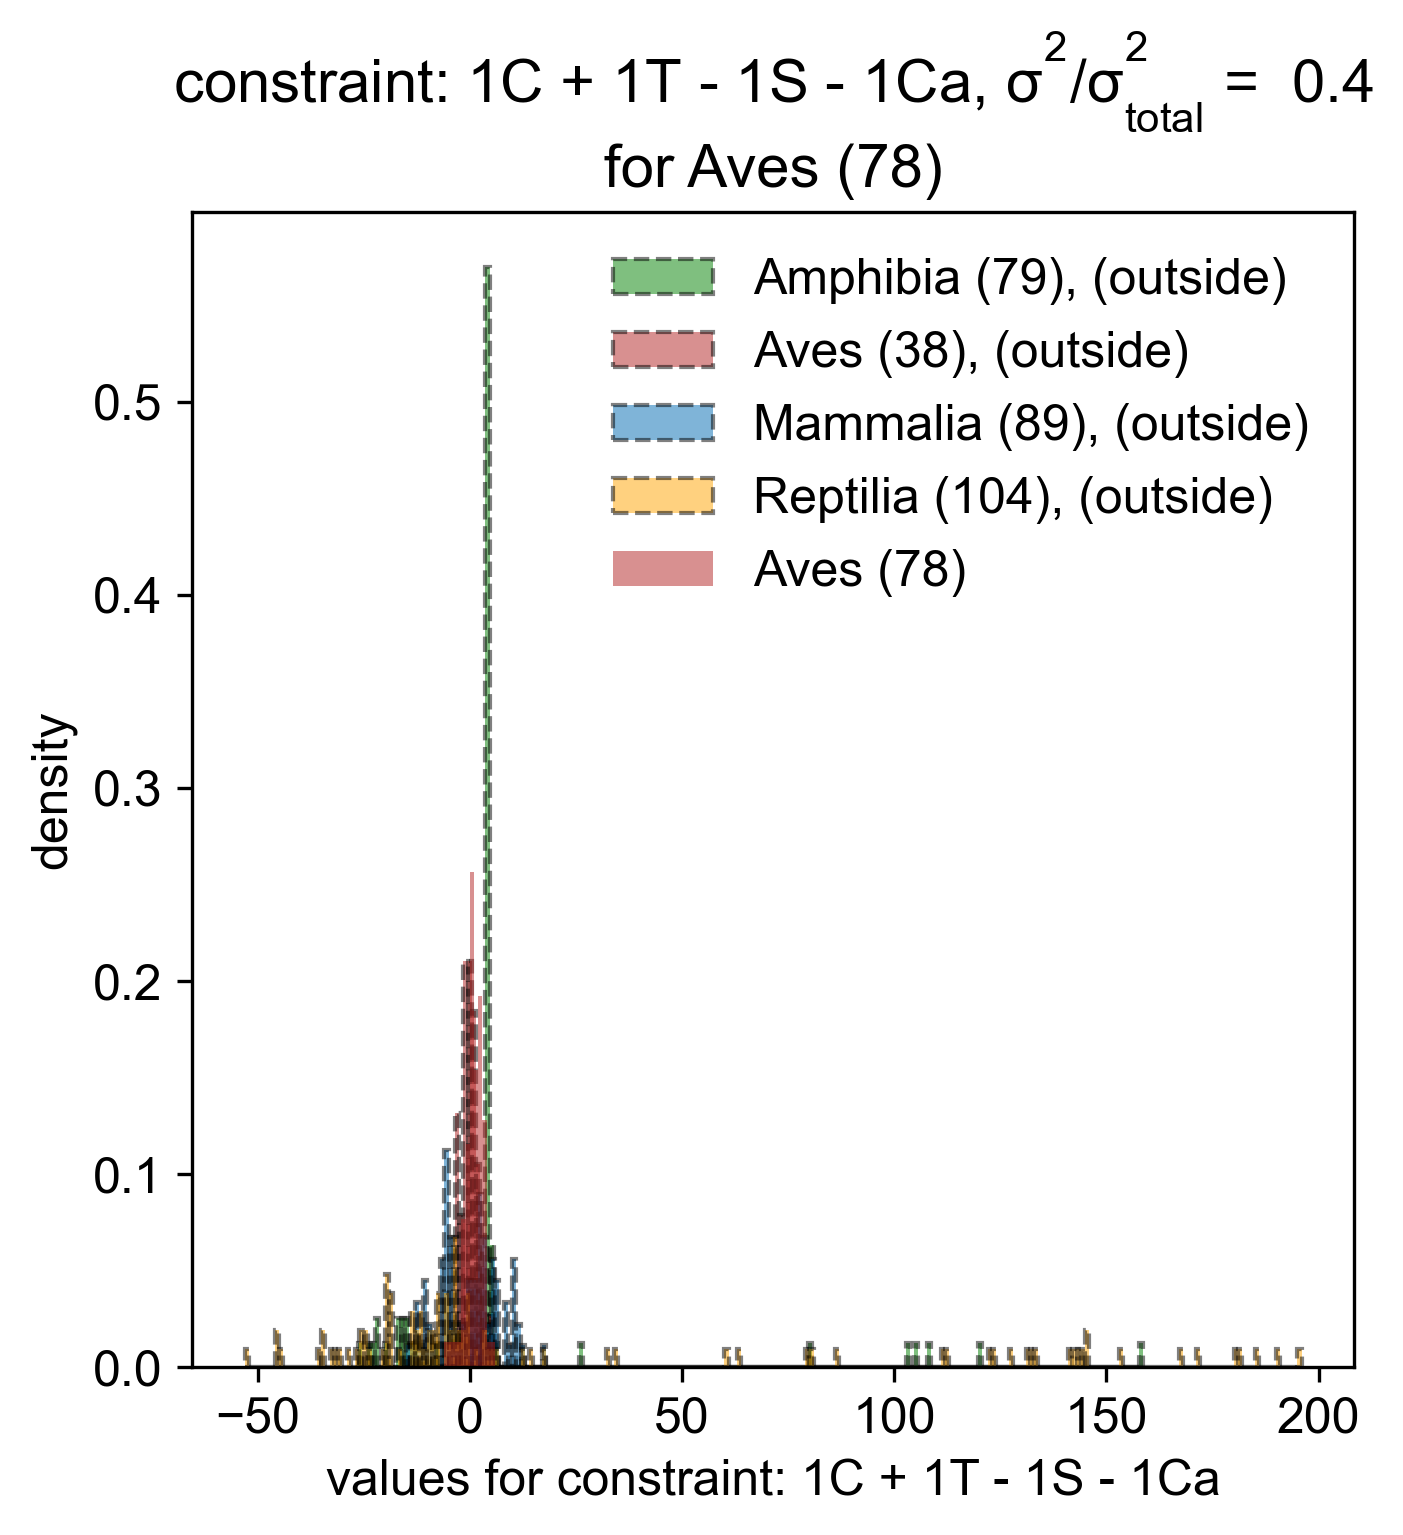 constraint: 1C + 1T - 1S - 1Ca, σ²/σ²total = 0.4
for Aves (78)
Amphibia (79), (outside)
Aves (38), (outside)
Mammalia (89), (outside)
Reptilia (104), (outside)
Aves (78)
density
0.5
0.4
0.3
0.2
0.1
0.0
−50 0 50 100 150 200
values for constraint: 1C + 1T - 1S - 1Ca